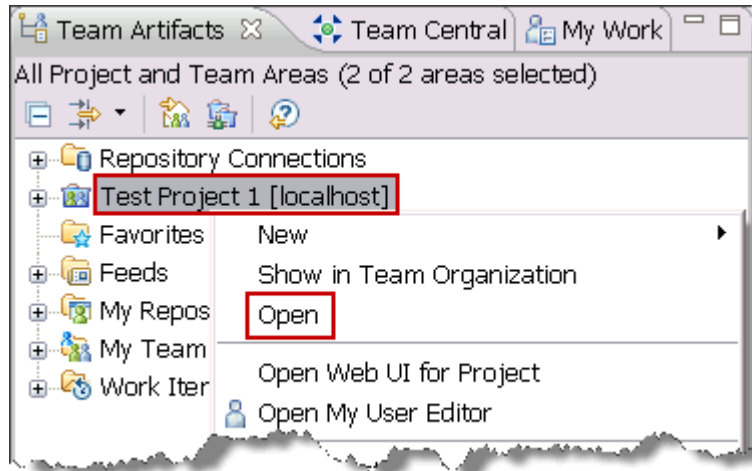 Team Artifacts Team Central My Work
All Project and Team Areas (2 of 2 areas selected)
Repository Connections
Test Project 1 [localhost]
Favorites
Feeds
My Repos
My Team
Work Iter
New
Show in Team Organization
Open
Open Web UI for Project
Open My User Editor